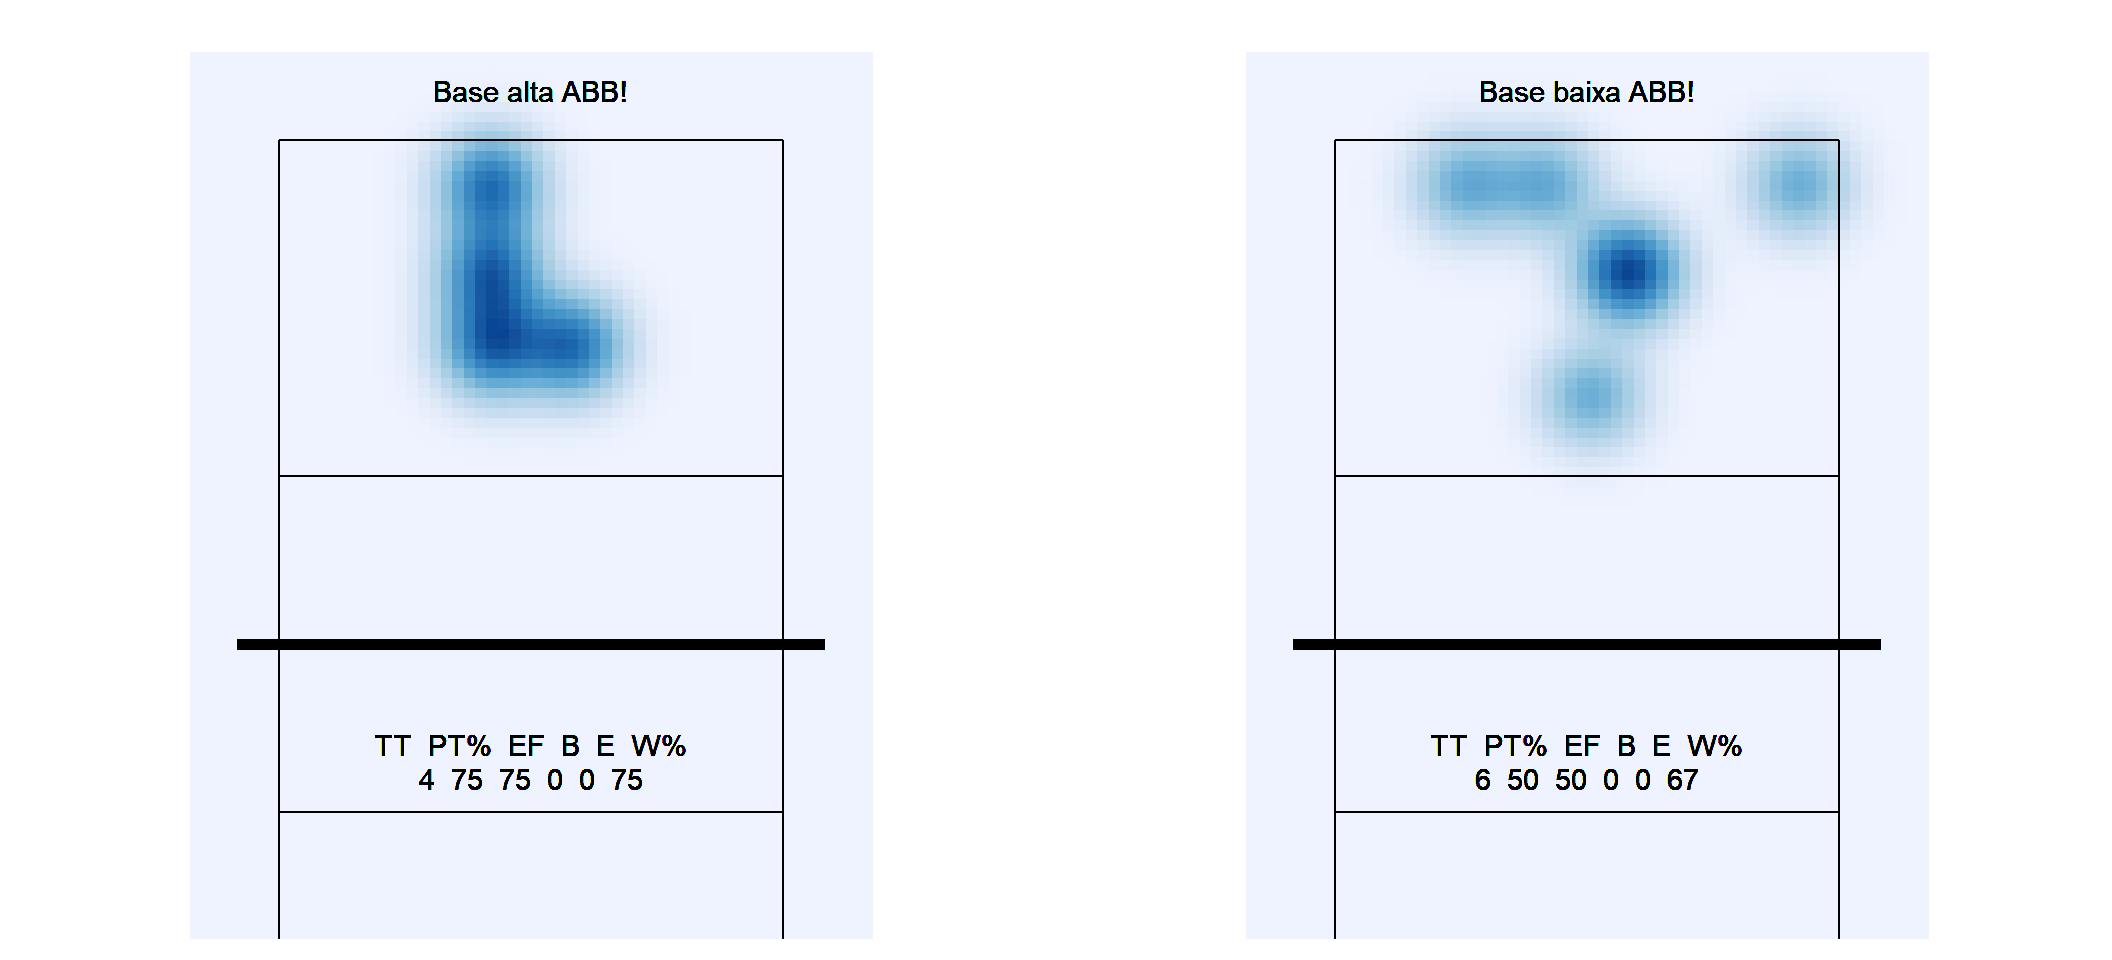 Base alta ABB!
TT PT% EF B E W%
4 75 75 0 0 75
Base baixa ABB!
TT PT% EF B E W%
6 50 50 0 0 67